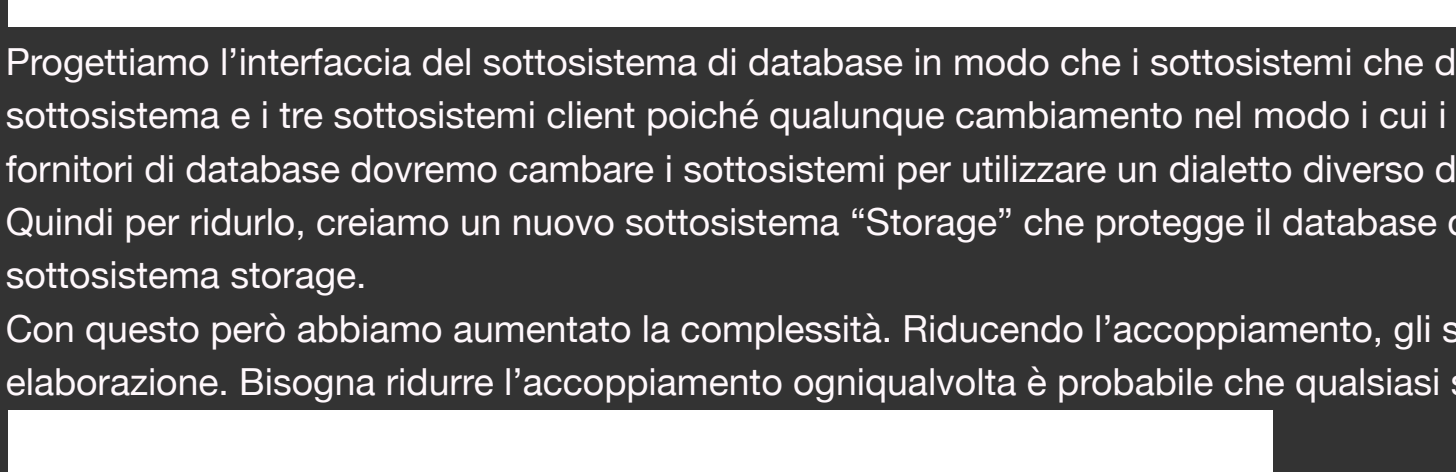 Progettiamo l'interfaccia del sottosistema di database in modo che i sottosistemi che
sottosistema e i tre sottosistemi client poiché qualunque cambiamento nel modo i cui i
fornitori di database dovremo cambare i sottosistemi per utilizzare un dialetto diverso
Quindi per ridurlo, creiamo un nuovo sottosistema “Storage” che protegge il database
sottosistema storage.
Con questo però abbiamo aumentato la complessità. Riducendo l'accoppiamento, gli
elaborazione. Bisogna ridurre l'accoppiamento ogniqualvolta è probabile che qualsiasi